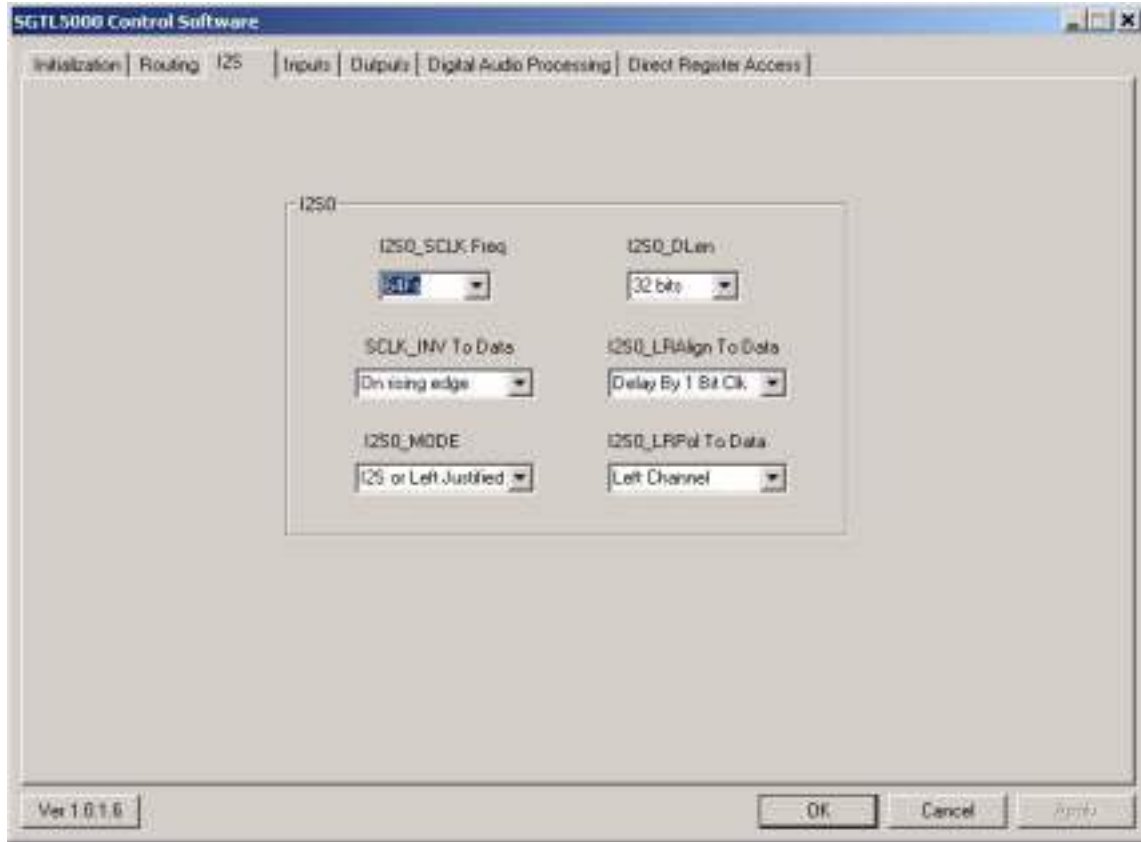 SGTL5000 Control Software
Initialization Routing I2S Inputs Outputs Digital Audio Processing Direct Register Access
I2S0
I2S0_SCLK Freq I2S0_DLen
64Fs 32 bits
SCLK_INV To Data I2S0_LRAlign To Data
On rising edge Delay By 1 Bit Clk
I2S0_MODE I2S0_LRPol To Data
I2S or Left Justified Left Channel
Ver 1.0.1.6 OK Cancel Apply